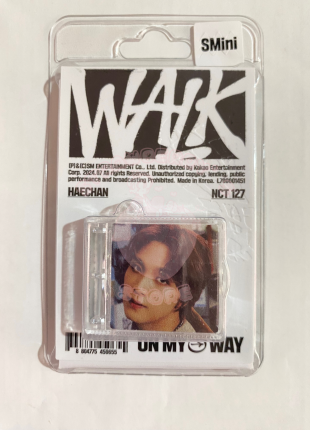 SMini
WALK
(P)&(C)SM ENTERTAINMENT Co., Ltd. Distributed by Kakao Entertainment
Corp. 2024.07 All rights Reserved. Unauthorized copying, lending, public
performance and broadcasting Prohibited. Made in Korea.
HAECHAN
NCT 127
ON MY WAY